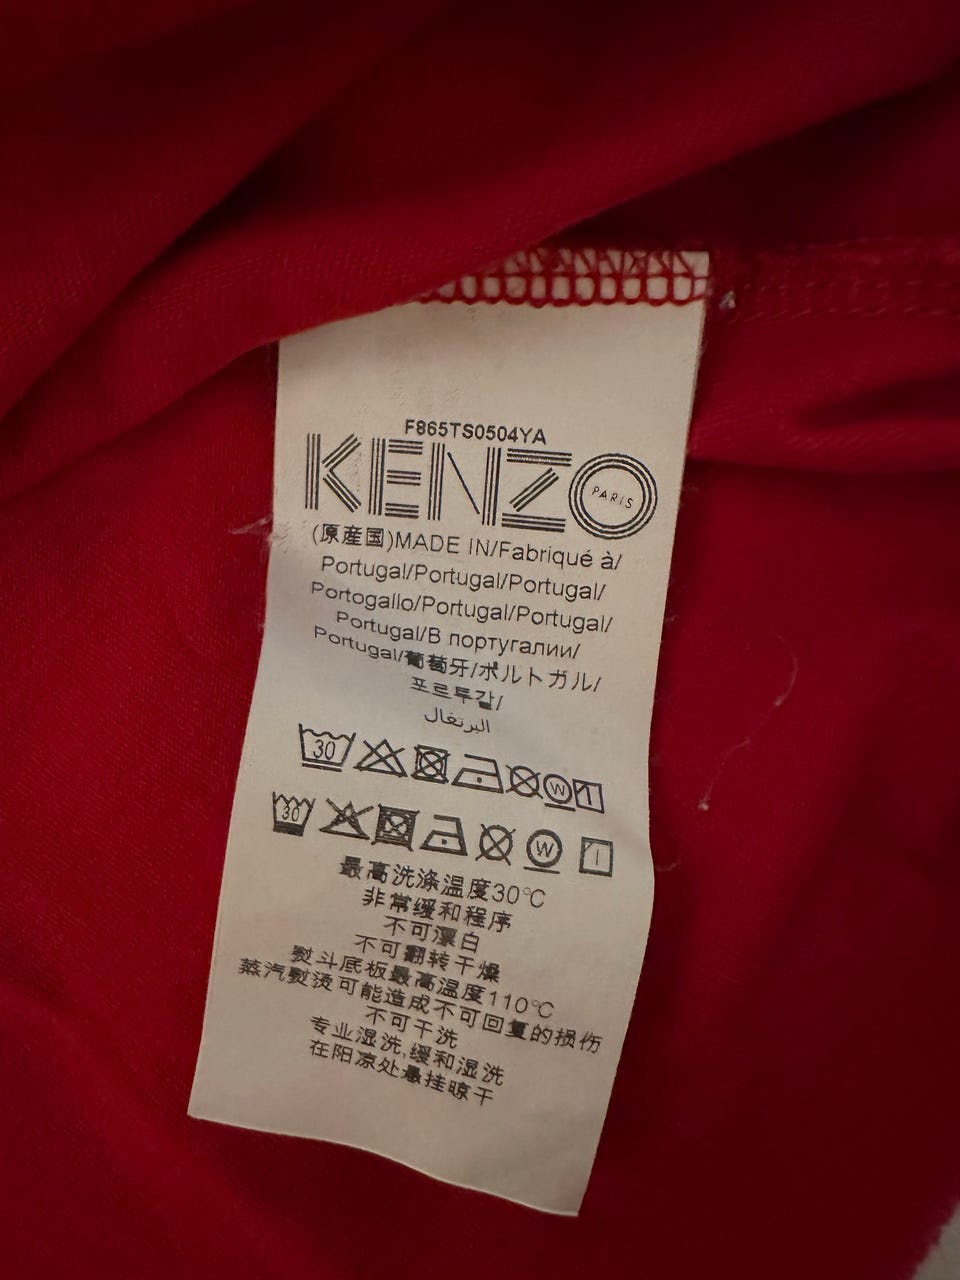 F865TS0504YA
KENZO PARIS
(原産国)MADE IN/Fabriqué à/
Portugal/Portugal/Portugal/
Portogallo/Portugal/Portugal/
Portugal/В португалии/
Portugal/葡萄牙/ポルトガル/
포르투갈/
البرتغال
30 W
30 W
最高洗涤温度30℃
非常缓和程序
不可漂白
不可翻转干燥
熨斗底板最高温度110℃
蒸汽熨烫可能造成不可回复的损伤
不可干洗
专业湿洗,缓和湿洗
在阳凉处悬挂晾干